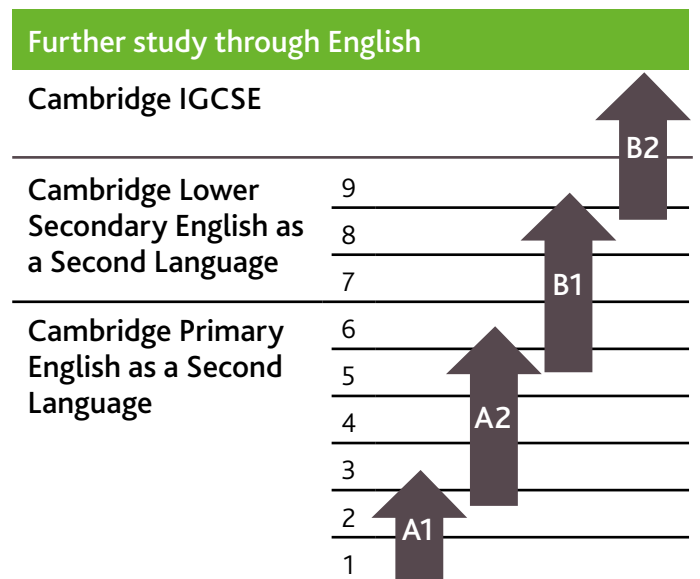 Further study through English
Cambridge IGCSE
B2
Cambridge Lower
Secondary English as
a Second Language
9
8
7
B1
Cambridge Primary
English as a Second
Language
6
5
4
3
2
1
A2
A1